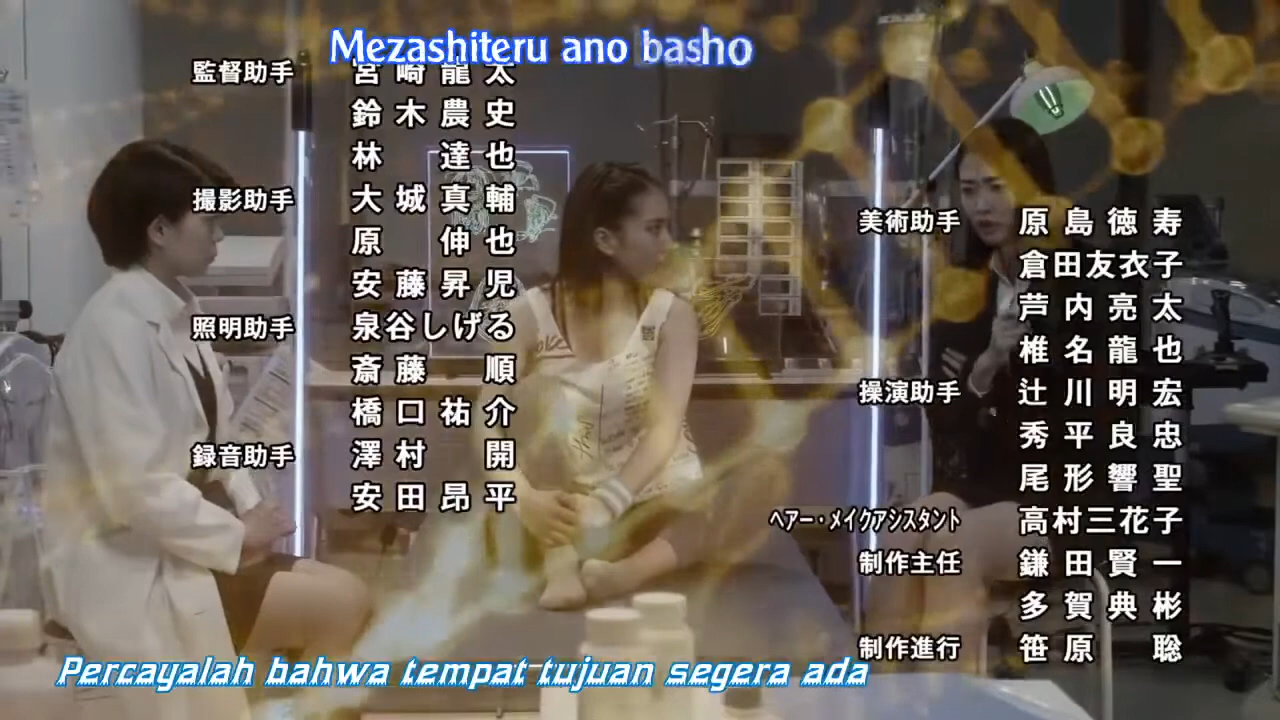 Mezashiteru ano basho
監督助手 宮崎龍太
鈴木農史
林達也
撮影助手 大城真輔
原伸也
安藤昇児
照明助手 泉谷しげる
斎藤順
橋口祐介
録音助手 澤村開
安田昂平
美術助手 原島徳寿
倉田友衣子
芦内亮太
椎名龍也
操演助手 辻川明宏
秀平良忠
尾形響聖
ヘアー・メイクアシスタント 高村三花子
制作主任 鎌田賢一
多賀典彬
制作進行 笹原聡
Percayalah bahwa tempat tujuan segera ada